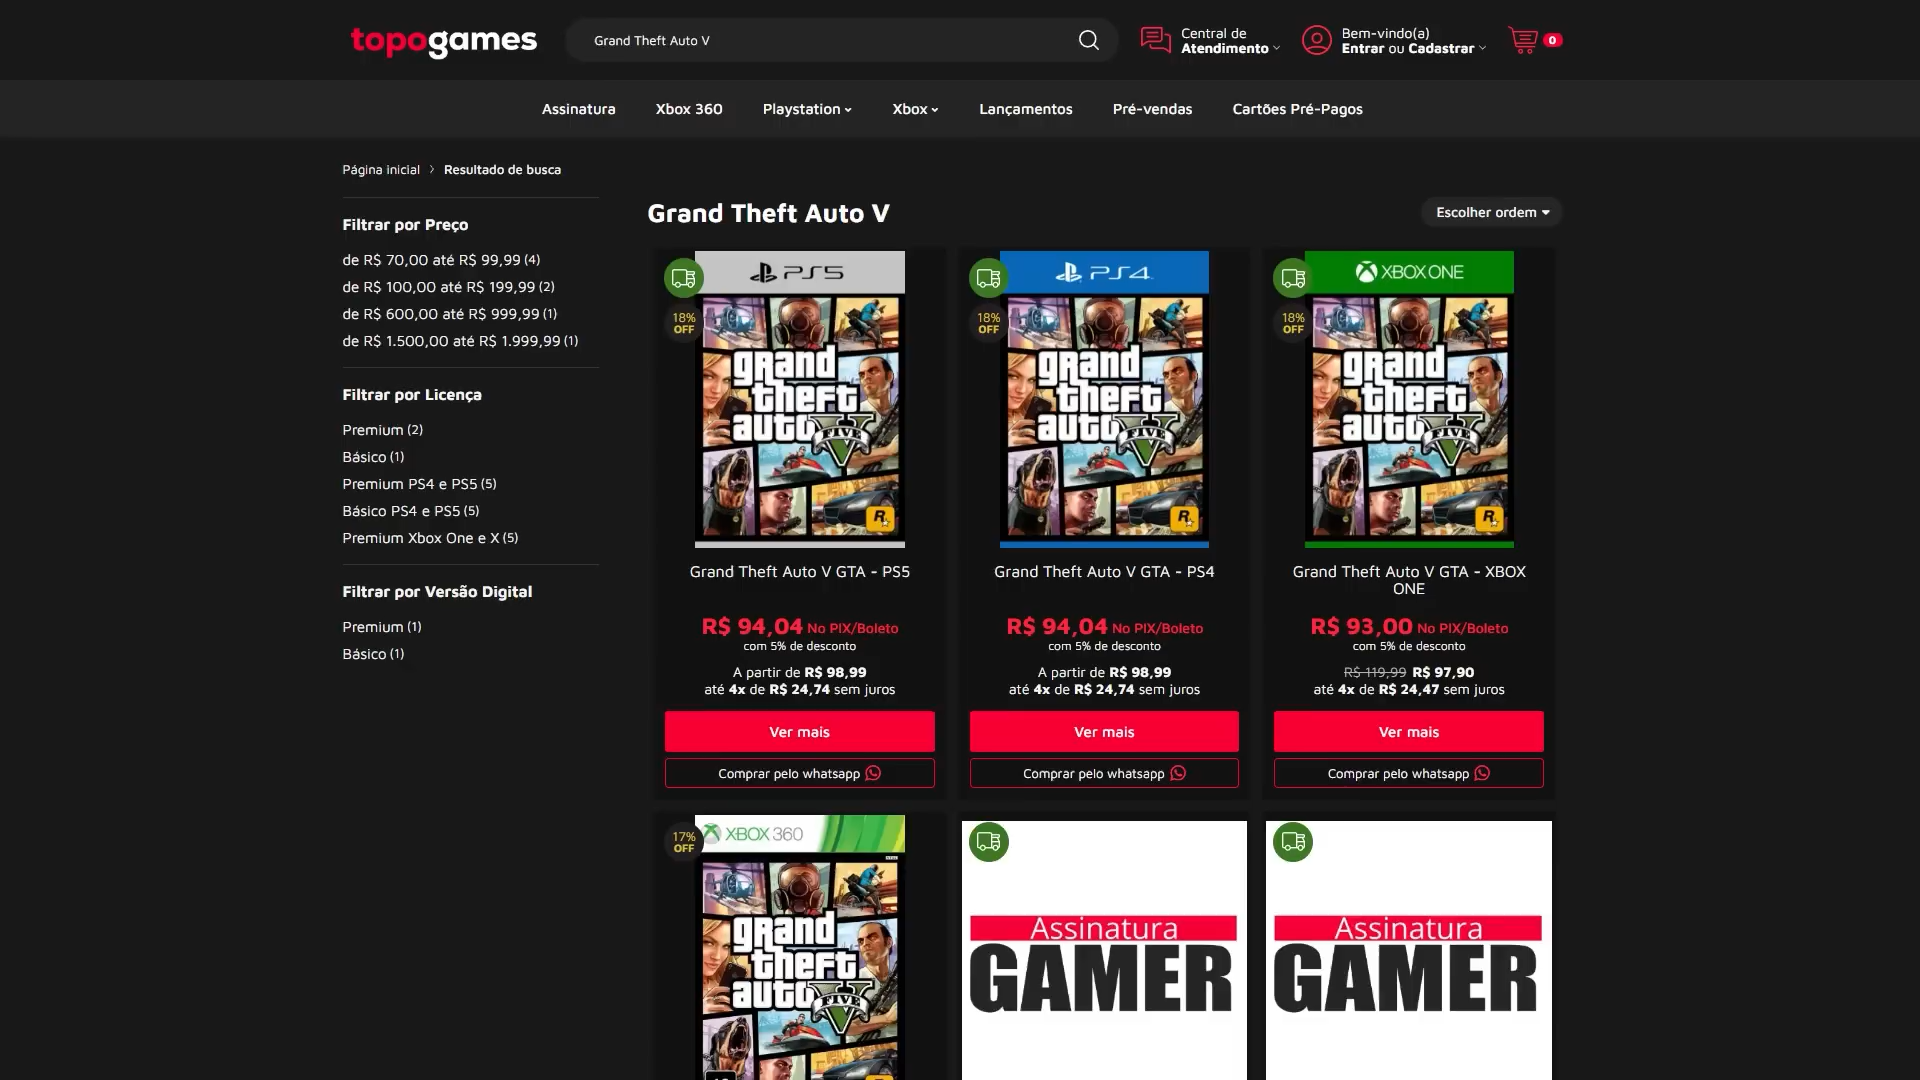 topogames
Grand Theft Auto V
Central de
Atendimento
Bem-vindo(a)
Entrar ou Cadastrar
0
Assinatura
Xbox 360
Playstation
Xbox
Lançamentos
Pré-vendas
Cartões Pré-Pagos
Página inicial
Resultado de busca
Filtrar por Preço
de R$ 70,00 até R$ 99,99 (4)
de R$ 100,00 até R$ 199,99 (2)
de R$ 600,00 até R$ 999,99 (1)
de R$ 1.500,00 até R$ 1.999,99 (1)
Filtrar por Licença
Premium (2)
Básico (1)
Premium PS4 e PS5 (5)
Básico PS4 e PS5 (5)
Premium Xbox One e X (5)
Filtrar por Versão Digital
Premium (1)
Básico (1)
Grand Theft Auto V
Escolher ordem
PS5
18%
OFF
grand
theft
auto
V
FIVE
R
Grand Theft Auto V GTA - PS5
R$ 94,04 No PIX/Boleto
com 5% de desconto
A partir de R$ 98,99
até 4x de R$ 24,74 sem juros
Ver mais
Comprar pelo whatsapp
PS4
18%
OFF
grand
theft
auto
V
FIVE
R
Grand Theft Auto V GTA - PS4
R$ 94,04 No PIX/Boleto
com 5% de desconto
A partir de R$ 98,99
até 4x de R$ 24,74 sem juros
Ver mais
Comprar pelo whatsapp
XBOX ONE
18%
OFF
grand
theft
auto
V
FIVE
R
Grand Theft Auto V GTA - XBOX
ONE
R$ 93,00 No PIX/Boleto
com 5% de desconto
R$ 119,99 R$ 97,90
até 4x de R$ 24,47 sem juros
Ver mais
Comprar pelo whatsapp
17%
OFF
XBOX 360
grand
theft
auto
V
FIVE
Assinatura
GAMER
Assinatura
GAMER